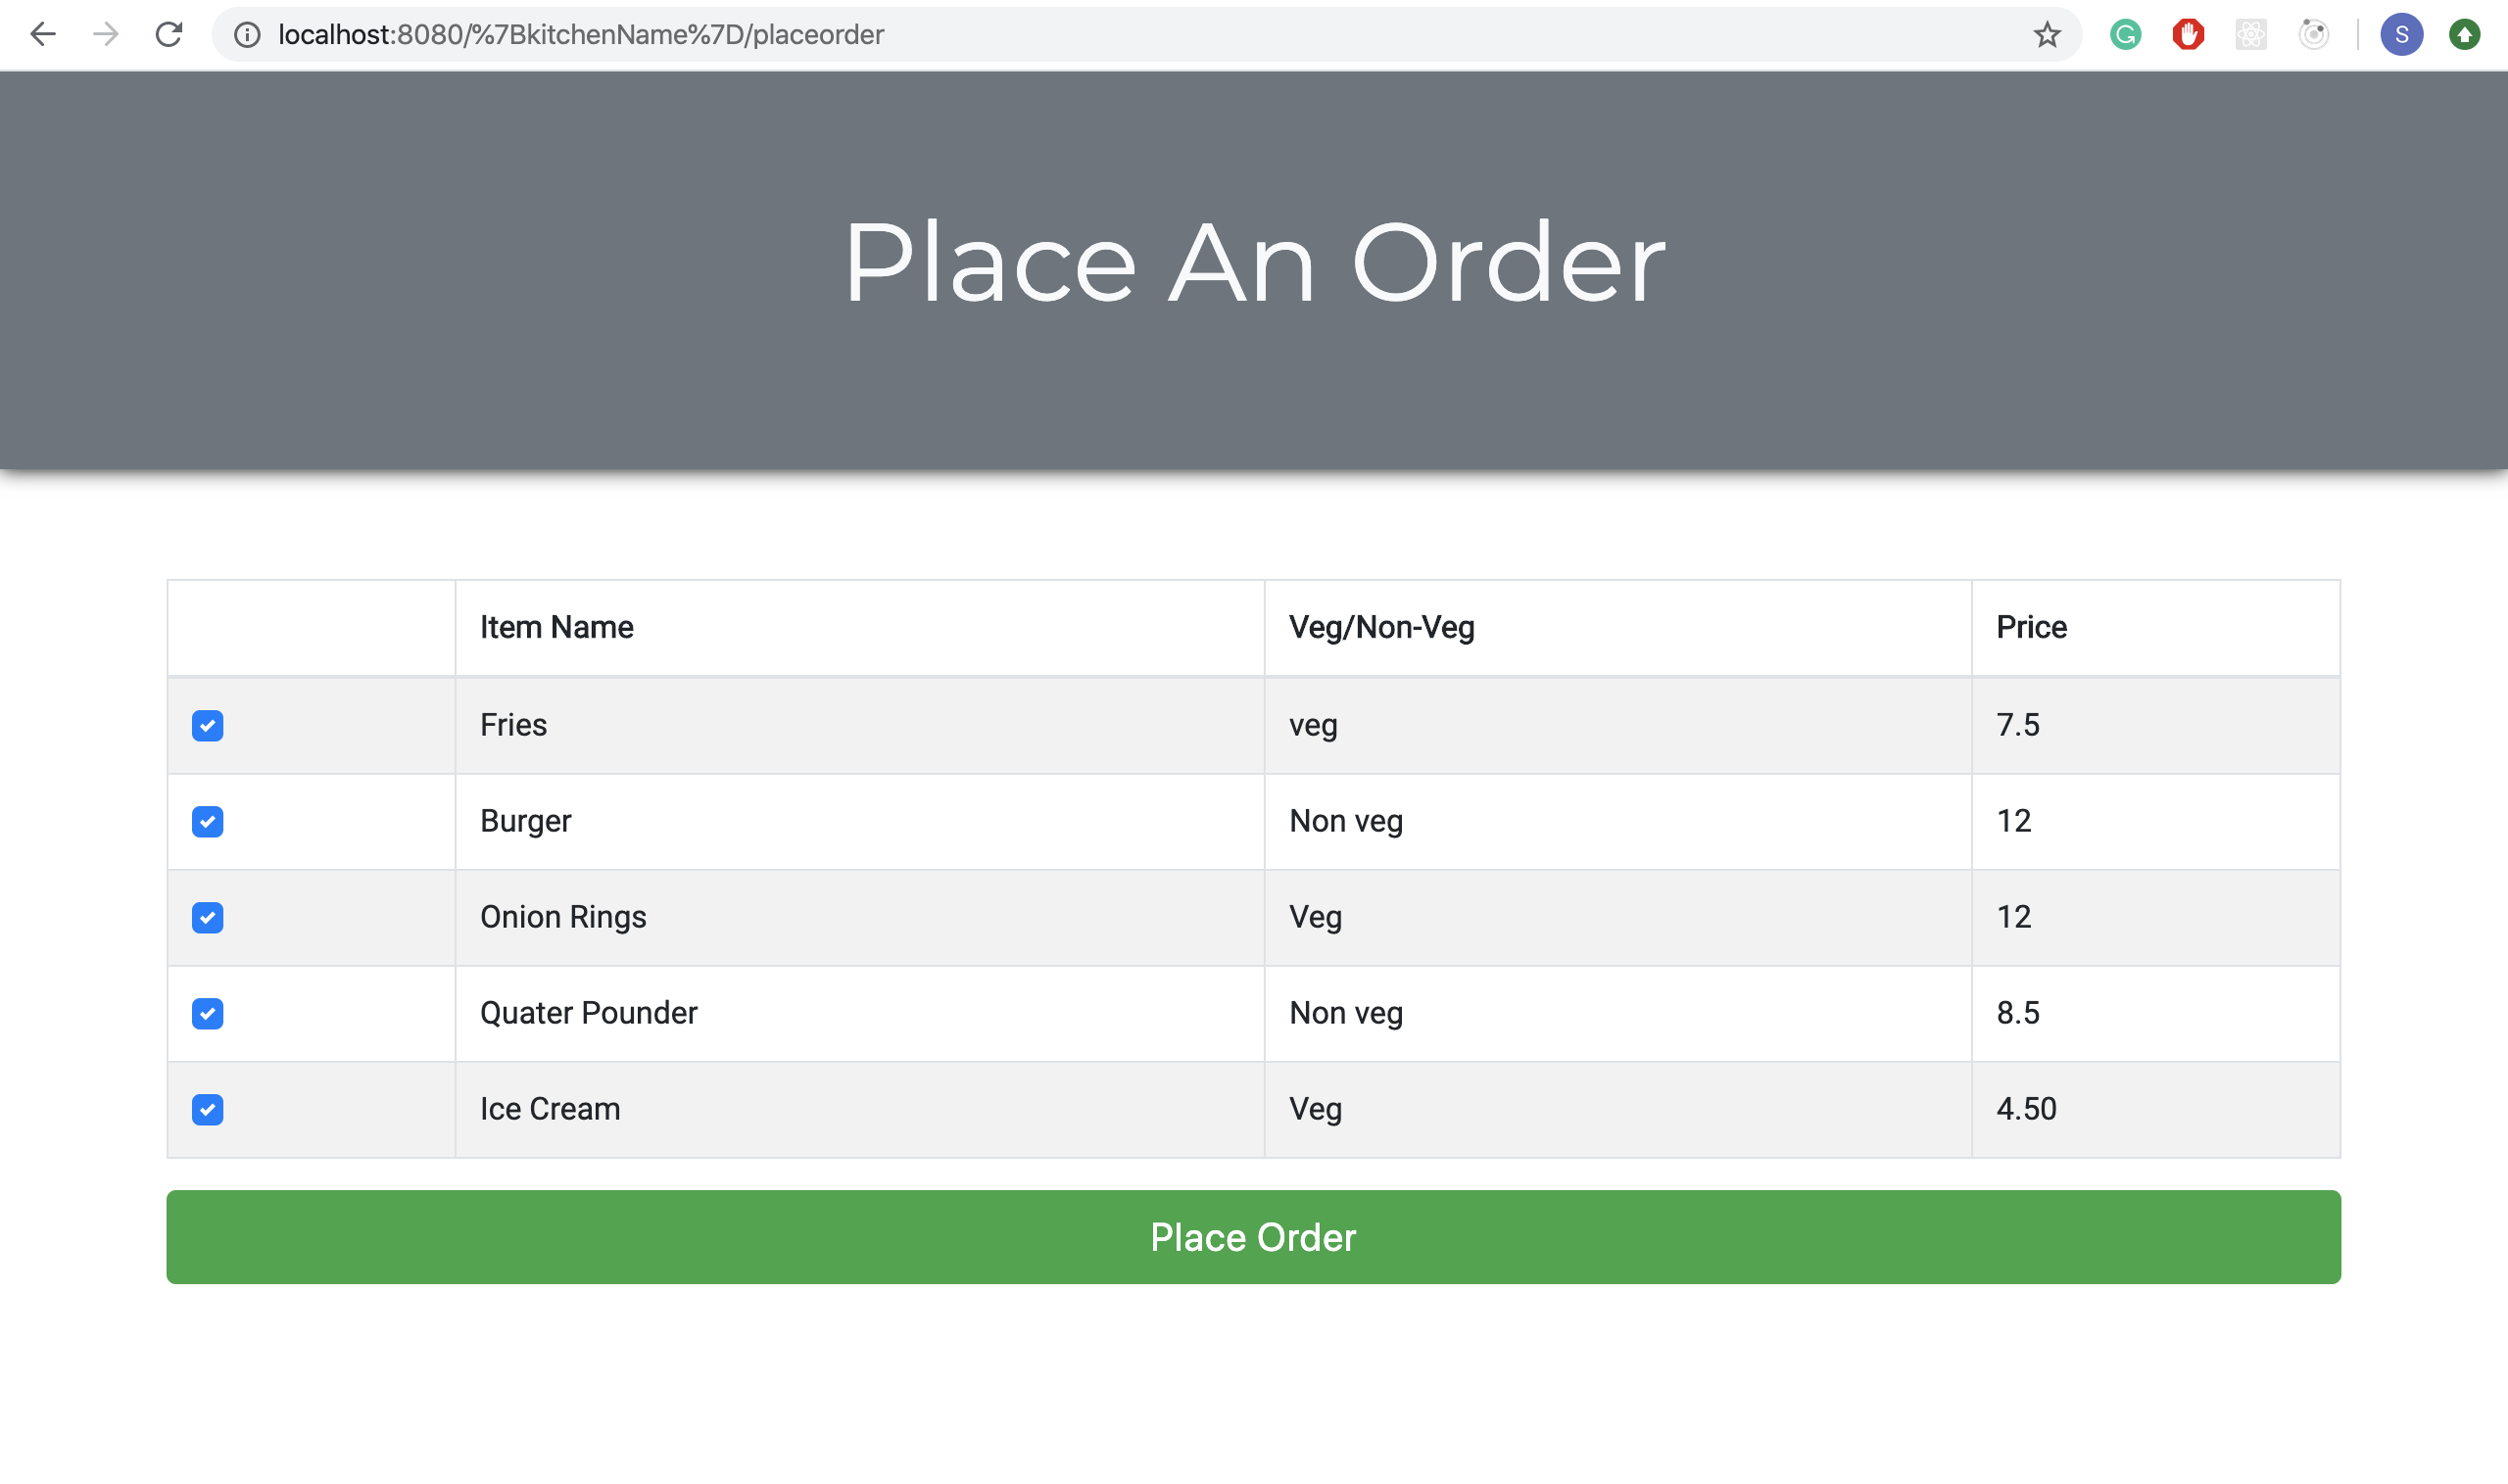 localhost:8080/%7BkitchenName%7D/placeorder
S
Place An Order
Item Name Veg/Non-Veg Price
Fries veg 7.5
Burger Non veg 12
Onion Rings Veg 12
Quater Pounder Non veg 8.5
Ice Cream Veg 4.50
Place Order